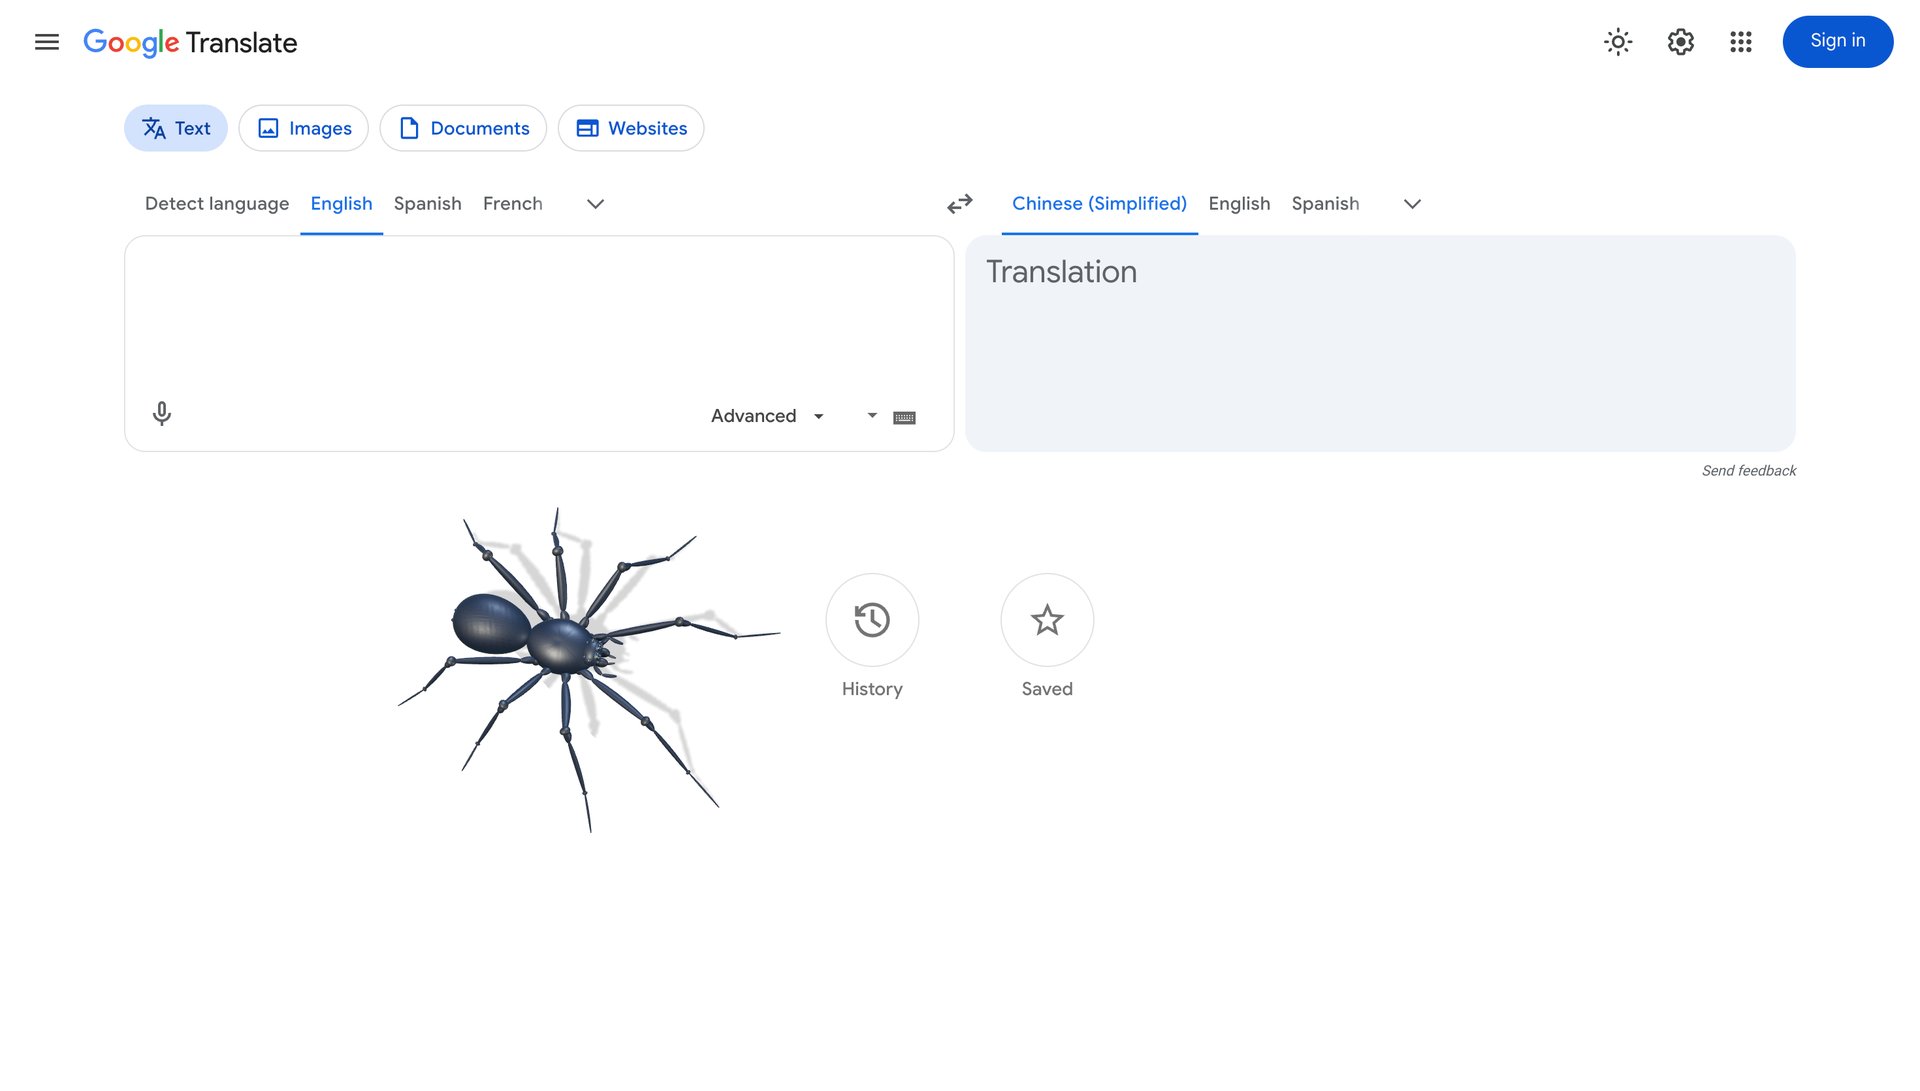 Google Translate
Sign in
Text Images Documents Websites
Detect language English Spanish French
Chinese (Simplified) English Spanish
Translation
Advanced
Send feedback
History
Saved